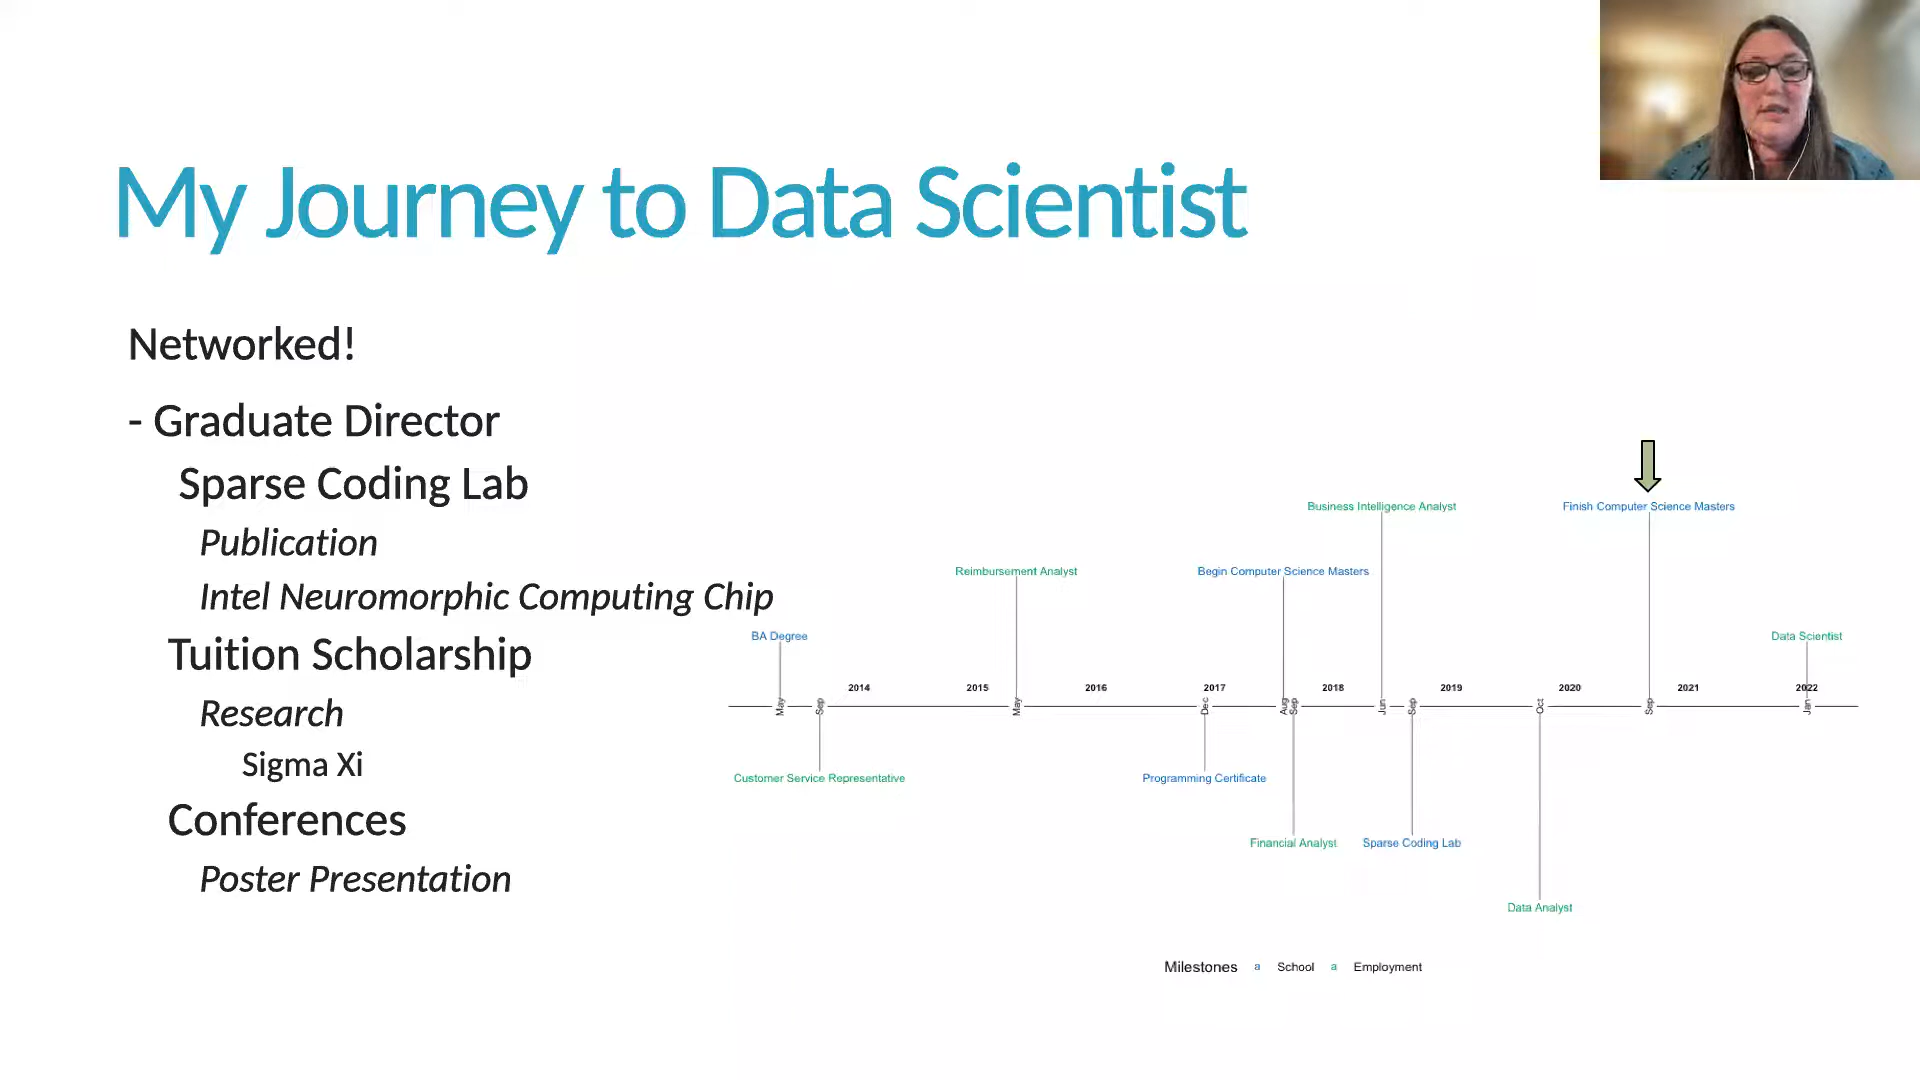 My Journey to Data Scientist
Networked!
- Graduate Director
Sparse Coding Lab
Publication
Intel Neuromorphic Computing Chip
Tuition Scholarship
Research
Sigma Xi
Conferences
Poster Presentation
Business Intelligence Analyst
Finish Computer Science Masters
Reimbursement Analyst
Begin Computer Science Masters
BA Degree
Data Scientist
2014 2015 2016 2017 2018 2019 2020 2021 2022
May Sep May Dec Aug Sep Jun Sep Oct Sep Jan
Customer Service Representative
Programming Certificate
Financial Analyst
Sparse Coding Lab
Data Analyst
Milestones a School a Employment